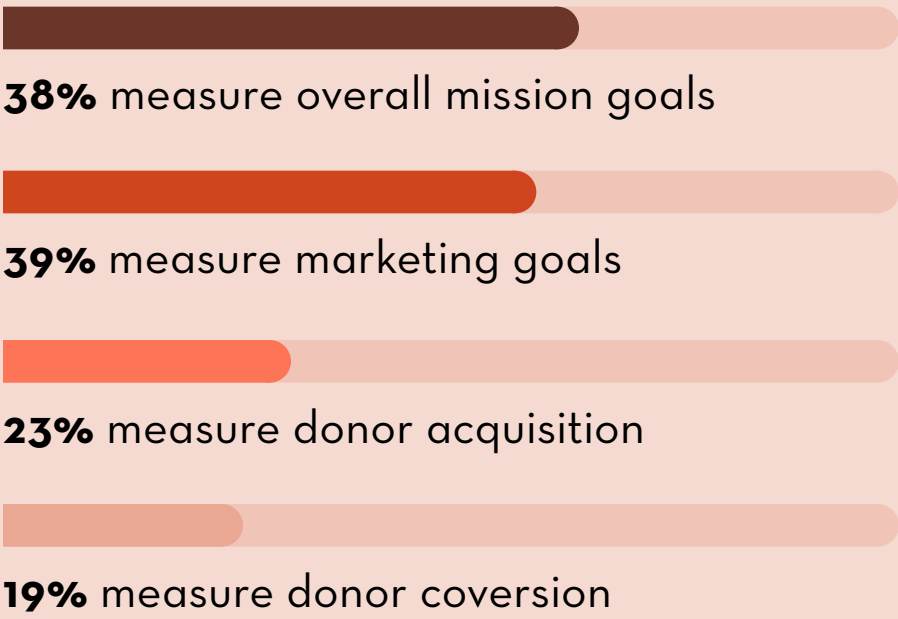 38% measure overall mission goals
39% measure marketing goals
23% measure donor acquisition
19% measure donor coversion